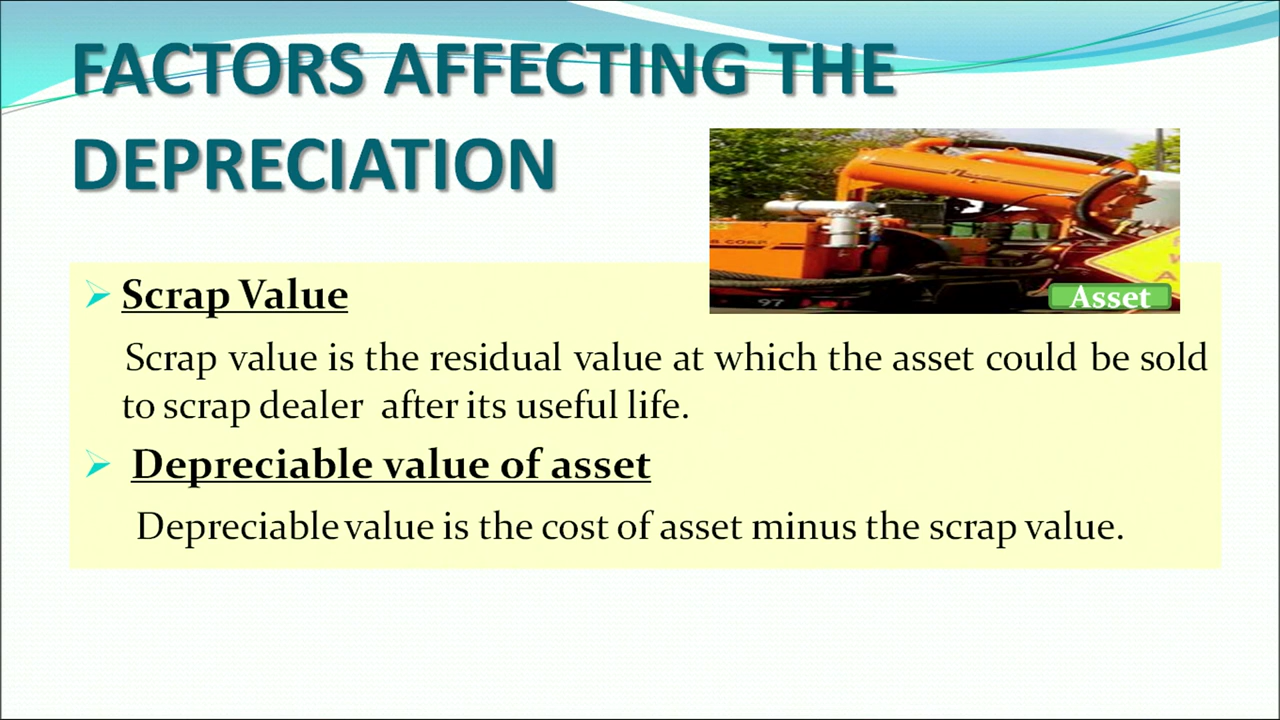 FACTORS AFFECTING THE
DEPRECIATION
Scrap Value
Asset
97
Scrap value is the residual value at which the asset could be sold
to scrap dealer after its useful life.
Depreciable value of asset
Depreciable value is the cost of asset minus the scrap value.